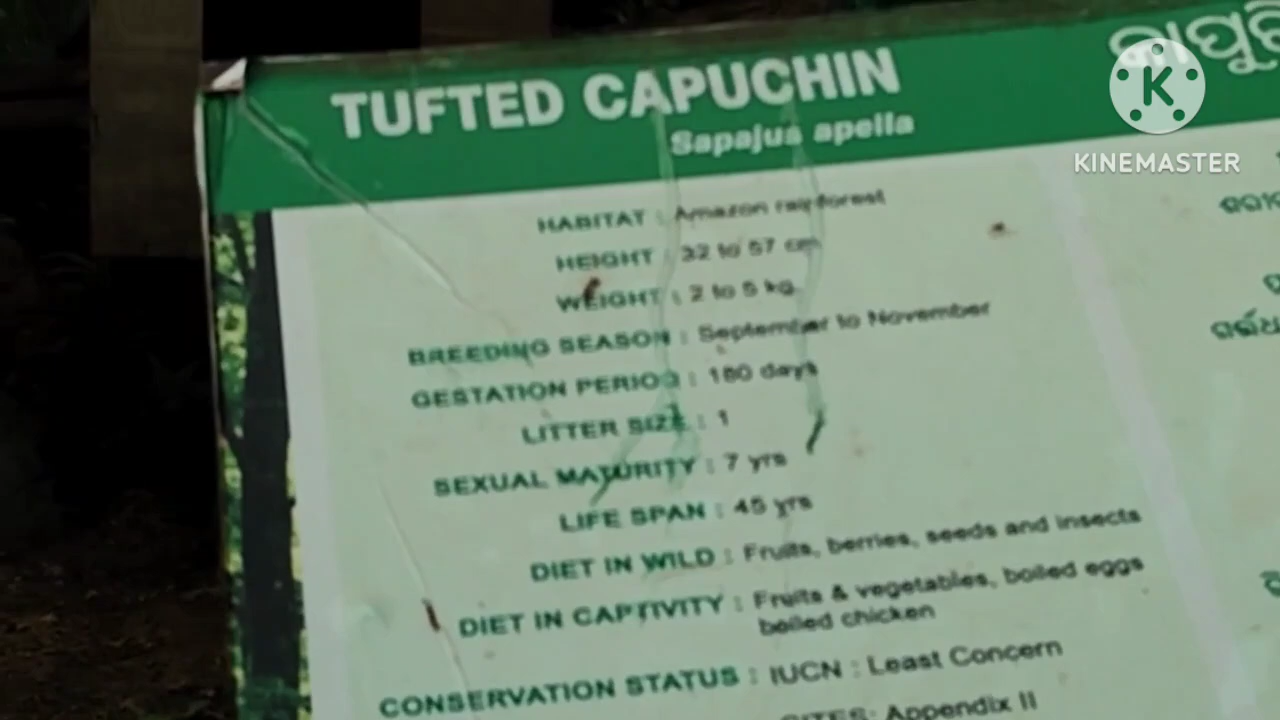 TUFTED CAPUCHIN
Sapajus apella
HABITAT : Amazon rainforest
HEIGHT : 32 to 57 cm
WEIGHT : 2 to 5 kg
BREEDING SEASON : September to November
GESTATION PERIOD : 180 days
LITTER SIZE : 1
SEXUAL MATURITY : 7 yrs
LIFE SPAN : 45 yrs
DIET IN WILD : Fruits, berries, seeds and insects
DIET IN CAPTIVITY : Fruits & vegetables, boiled eggs
boiled chicken
CONSERVATION STATUS : IUCN : Least Concern
CITES: Appendix II
K
KINEMASTER